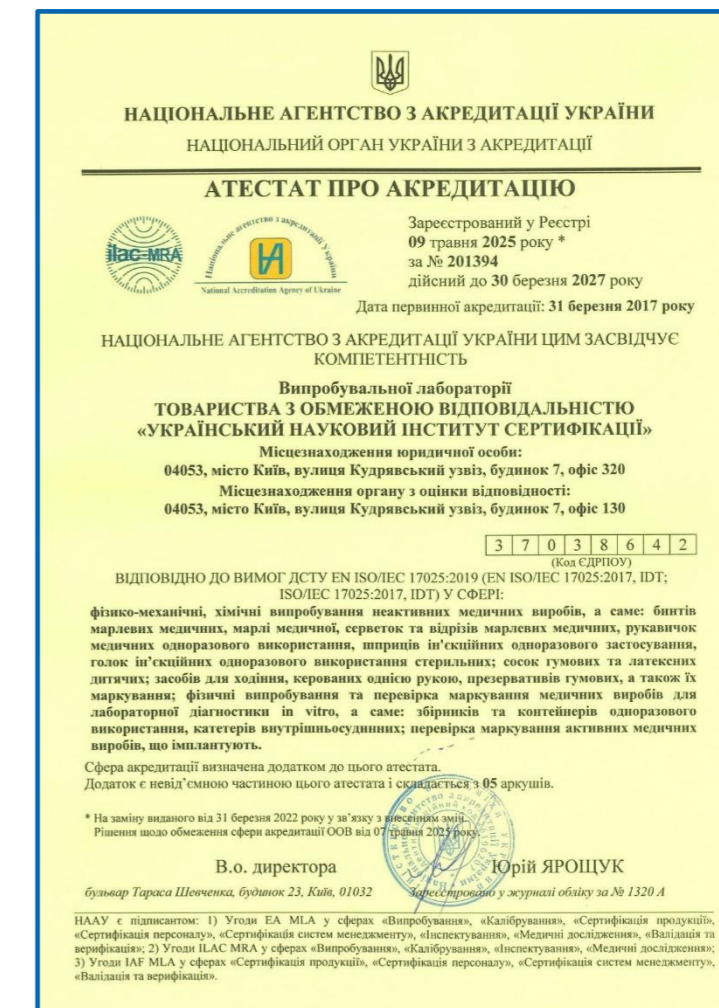 НАЦІОНАЛЬНЕ АГЕНТСТВО З АКРЕДИТАЦІЇ УКРАЇНИ
НАЦІОНАЛЬНИЙ ОРГАН УКРАЇНИ З АКРЕДИТАЦІЇ
АТЕСТАТ ПРО АКРЕДИТАЦІЮ
ilac-MRA
Національне агентство з акредитації України
National Accreditation Agency of Ukraine
Зареєстрований у Реєстрі
09 травня 2025 року *
за № 201394
дійсний до 30 березня 2027 року
Дата первинної акредитації: 31 березня 2017 року
НАЦІОНАЛЬНЕ АГЕНТСТВО З АКРЕДИТАЦІЇ УКРАЇНИ ЦИМ ЗАСВІДЧУЄ
КОМПЕТЕНТНІСТЬ
Випробувальної лабораторії
ТОВАРИСТВА З ОБМЕЖЕНОЮ ВІДПОВІДАЛЬНІСТЮ
«УКРАЇНСЬКИЙ НАУКОВИЙ ІНСТИТУТ СЕРТИФІКАЦІЇ»
Місцезнаходження юридичної особи:
04053, місто Київ, вулиця Кудрявський узвіз, будинок 7, офіс 320
Місцезнаходження органу з оцінки відповідності:
04053, місто Київ, вулиця Кудрявський узвіз, будинок 7, офіс 130
3 7 0 3 8 6 4 2
(Код ЄДРПОУ)
ВІДПОВІДНО ДО ВИМОГ ДСТУ EN ISO/IEC 17025:2019 (EN ISO/IEC 17025:2017, IDT;
ISO/IEC 17025:2017, IDT) У СФЕРІ:
фізико-механічні, хімічні випробування неактивних медичних виробів, а саме: бинтів
марлевих медичних, марлі медичної, серветок та відрізів марлевих медичних, рукавичок
медичних одноразового використання, шприців ін'єкційних одноразового застосування,
голок ін’єкційних одноразового використання стерильних; сосок гумових та латексних
дитячих; засобів для ходіння, керованих однією рукою, презервативів гумових, а також їх
маркування; фізичні випробування та перевірка маркування медичних виробів для
лабораторної діагностики in vitro, а саме: збірників та контейнерів одноразового
використання, катетерів внутрішньосудинних; перевірка маркування активних медичних
виробів, що імплантують.
Сфера акредитації визначена додатком до цього атестата.
Додаток є невід’ємною частиною цього атестата і складається з 05 аркушів.
* На заміну виданого від 31 березня 2022 року у зв’язку з внесенням змін.
Рішення щодо обмеження сфери акредитації ООВ від 07 травня 2025 року.
В.о. директора Юрій ЯРОЩУК
бульвар Тараса Шевченка, будинок 23, Київ, 01032 Зареєстровано у журналі обліку за № 1320 А
НААУ є підписантом: 1) Угоди EA MLA у сферах «Випробування», «Калібрування», «Сертифікація продукції»,
«Сертифікація персоналу», «Сертифікація систем менеджменту», «Інспектування», «Медичні дослідження», «Валідація та
верифікація»; 2) Угоди ILAC MRA у сферах «Випробування», «Калібрування», «Інспектування», «Медичні дослідження»;
3) Угоди IAF MLA у сферах «Сертифікація продукції», «Сертифікація персоналу», «Сертифікація систем менеджменту»,
«Валідація та верифікація».